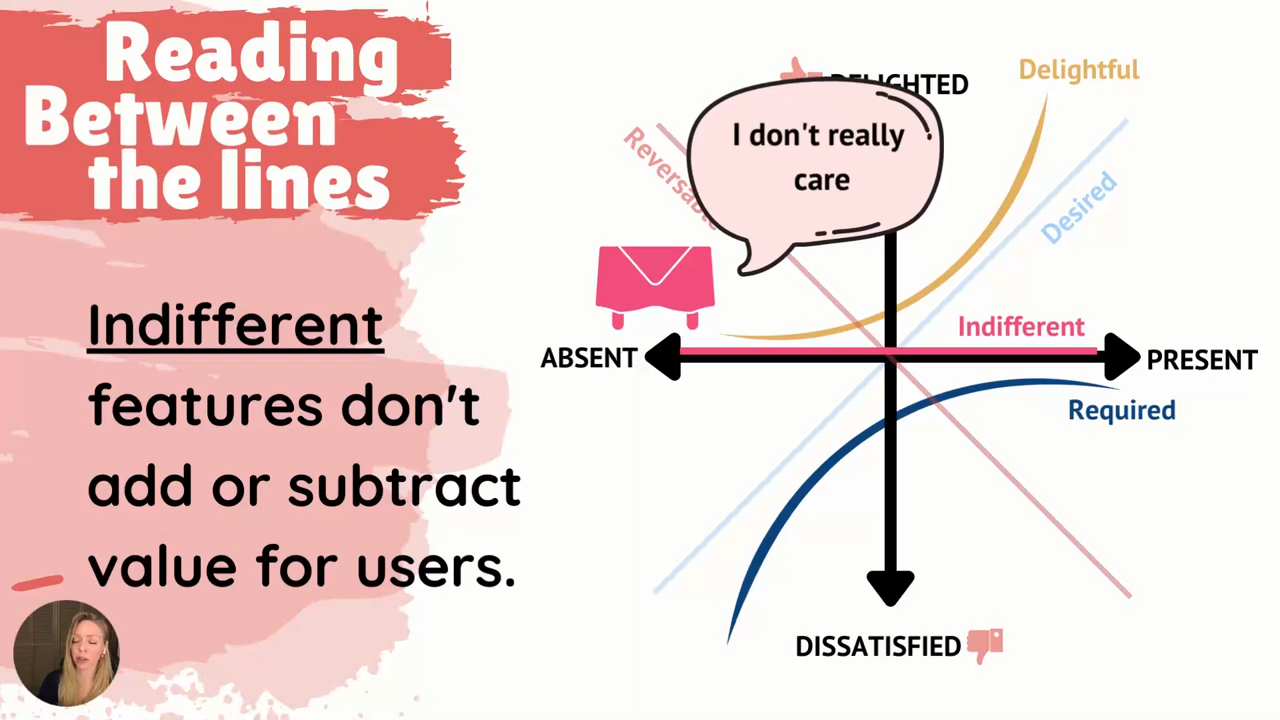 Reading
Between
the lines
Indifferent
features don't
add or subtract
value for users.
DELIGHTED
Delightful
I don't really
care
Desired
Indifferent
ABSENT
PRESENT
Required
DISSATISFIED